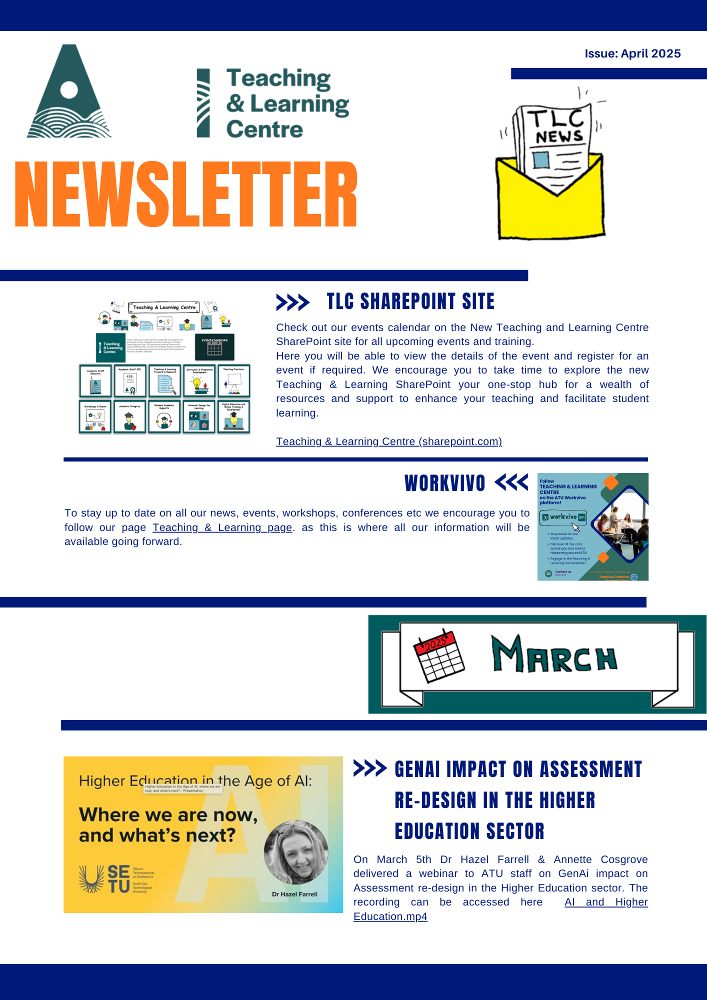 Issue: April 2025
Teaching
& Learning
Centre
TLC
NEWS
NEWSLETTER
Teaching & Learning Centre
Teaching
& Learning
Centre
EVENT CALENDAR
Academic Staff
Induction
Academic Staff CPD
CPD
Teaching & Learning
Projects & Research
Curriculum & Programme
Development
Teaching Practices
Workshops & Events
Academic Integrity
Student Academic
Supports
Universal Design for
Learning
Digital Education and
Online Training &
Development
TLC SHAREPOINT SITE
Check out our events calendar on the New Teaching and Learning Centre
SharePoint site for all upcoming events and training.
Here you will be able to view the details of the event and register for an
event if required. We encourage you to take time to explore the new
Teaching & Learning SharePoint your one-stop hub for a wealth of
resources and support to enhance your teaching and facilitate student
learning.
Teaching & Learning Centre (sharepoint.com)
WORKVIVO
To stay up to date on all our news, events, workshops, conferences etc we encourage you to
follow our page Teaching & Learning page. as this is where all our information will be
available going forward.
Follow
TEACHING & LEARNING
CENTRE
on the ATU Workvivo
platform!
workvivo
Stay tuned for our
latest updates.
Discover all the cool
workshops and events
happening around ATU!
Engage in the Teaching &
Learning Conversation.
Contact us
Teaching & Learning
2025
MARCH
Higher Education in the Age of AI:
Higher Education in the Age of AI: where we are
now, and what's next? - Presentation
Where we are now,
and what's next?
SE
TU
Ollscoil
Teicneolaíochta
an Oirdheiscirt
South East
Technological
University
Dr Hazel Farrell
AI
GENAI IMPACT ON ASSESSMENT
RE-DESIGN IN THE HIGHER
EDUCATION SECTOR
On March 5th Dr Hazel Farrell & Annette Cosgrove
delivered a webinar to ATU staff on GenAi impact on
Assessment re-design in the Higher Education sector. The
recording can be accessed here AI and Higher
Education.mp4